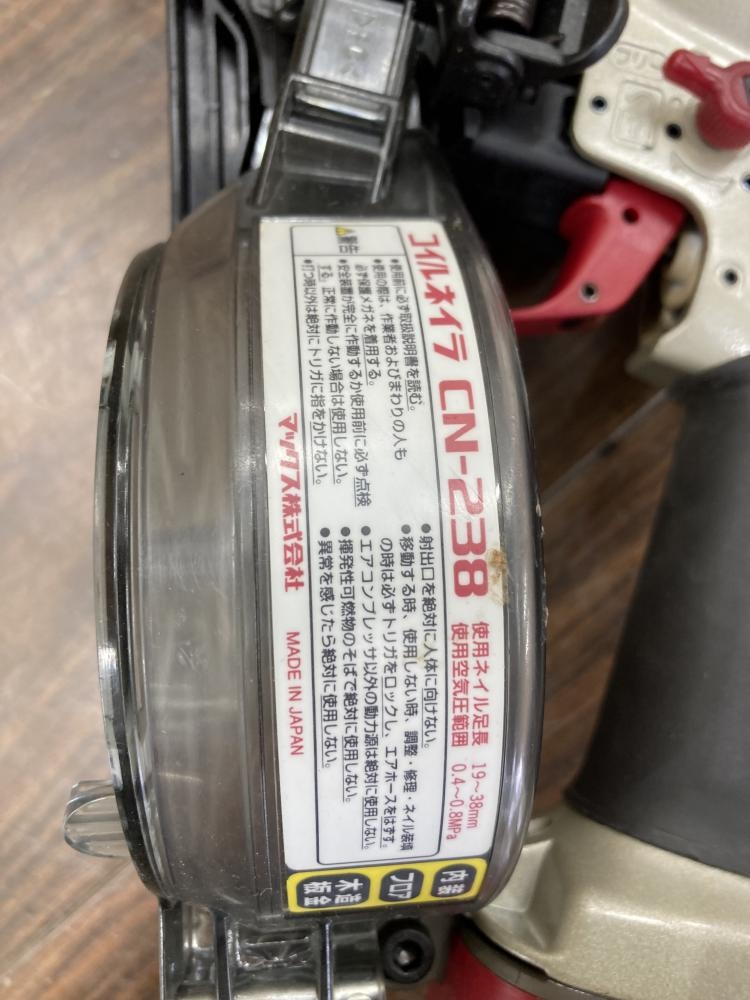 コイルネイラ CN-238
使用ネイル足長 19～38mm
使用空気圧範囲 0.4～0.8MPa
警告
●使用前に必ず取扱説明書を読む。
●使用の際は、作業者およびまわりの人も
必ず保護メガネを着用する。
●安全装置が完全に作動するか使用前に必ず点検
する。正常に作動しない場合は使用しない。
●打つ時以外は絶対にトリガに指をかけない。
●射出口を絶対に人体に向けない。
●移動する時、使用しない時、調整・修理・ネイル装填
の時は必ずトリガをロックし、エアホースをはずす。
●エアコンプレッサ以外の動力源は絶対に使用しない。
●揮発性可燃物のそばで絶対に使用しない。
●異常を感じたら絶対に使用しない。
マックス株式会社 MADE IN JAPAN
内装
フロア
木造
板金